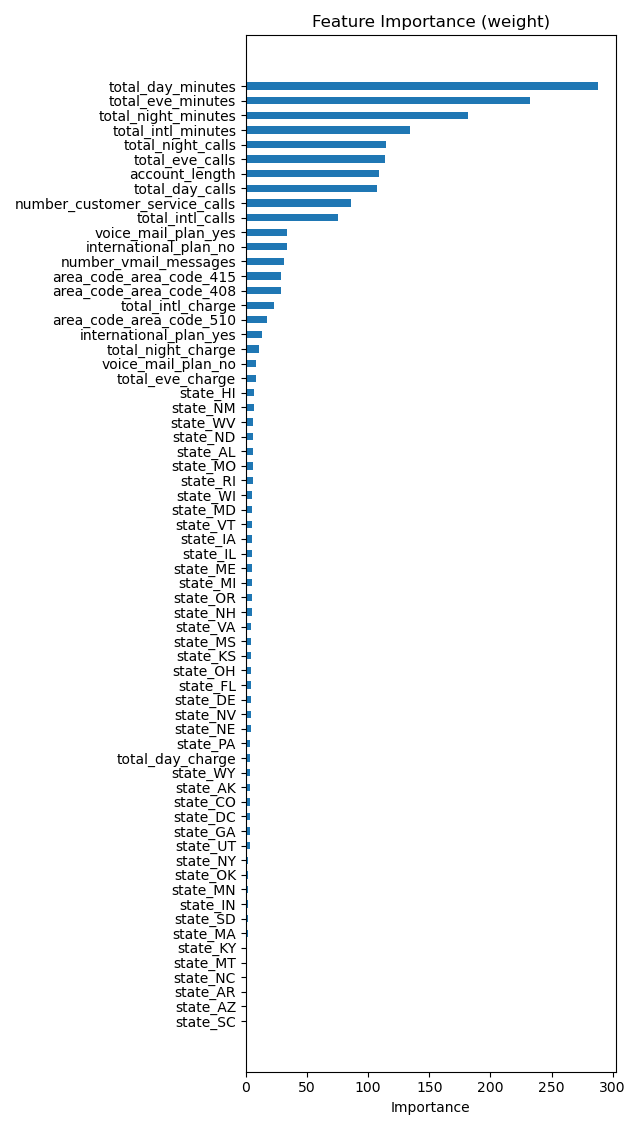 Feature Importance (weight)
total_day_minutes
total_eve_minutes
total_night_minutes
total_intl_minutes
total_night_calls
total_eve_calls
account_length
total_day_calls
number_customer_service_calls
total_intl_calls
voice_mail_plan_yes
international_plan_no
number_vmail_messages
area_code_area_code_415
area_code_area_code_408
total_intl_charge
area_code_area_code_510
international_plan_yes
total_night_charge
voice_mail_plan_no
total_eve_charge
state_HI
state_NM
state_WV
state_ND
state_AL
state_MO
state_RI
state_WI
state_MD
state_VT
state_IA
state_IL
state_ME
state_MI
state_OR
state_NH
state_VA
state_MS
state_KS
state_OH
state_FL
state_DE
state_NV
state_NE
state_PA
total_day_charge
state_WY
state_AK
state_CO
state_DC
state_GA
state_UT
state_NY
state_OK
state_MN
state_IN
state_SD
state_MA
state_KY
state_MT
state_NC
state_AR
state_AZ
state_SC
0 50 100 150 200 250 300
Importance